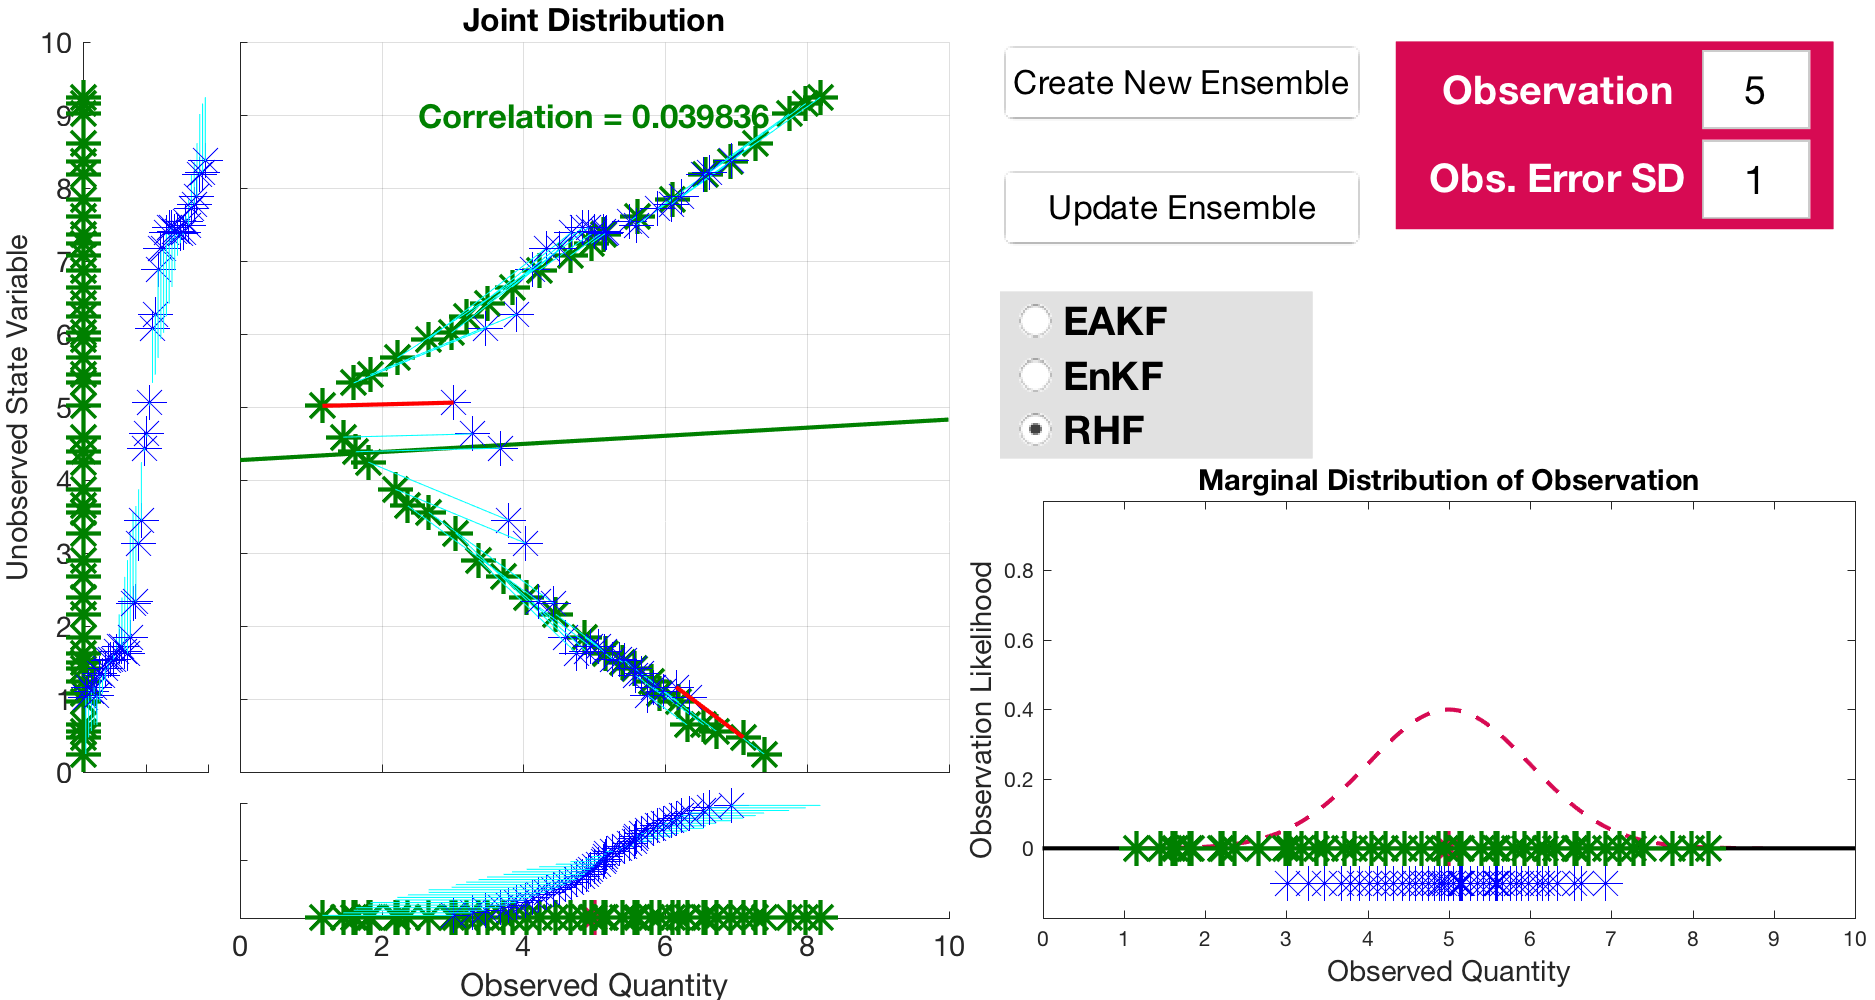 Joint Distribution
Correlation = 0.039836
Unobserved State Variable
10
9
8
7
6
5
4
3
2
1
0
0 2 4 6 8 10
Observed Quantity
Create New Ensemble
Update Ensemble
Observation 5
Obs. Error SD 1
EAKF
EnKF
RHF
Marginal Distribution of Observation
Observation Likelihood
0.8
0.6
0.4
0.2
0
0 1 2 3 4 5 6 7 8 9 10
Observed Quantity